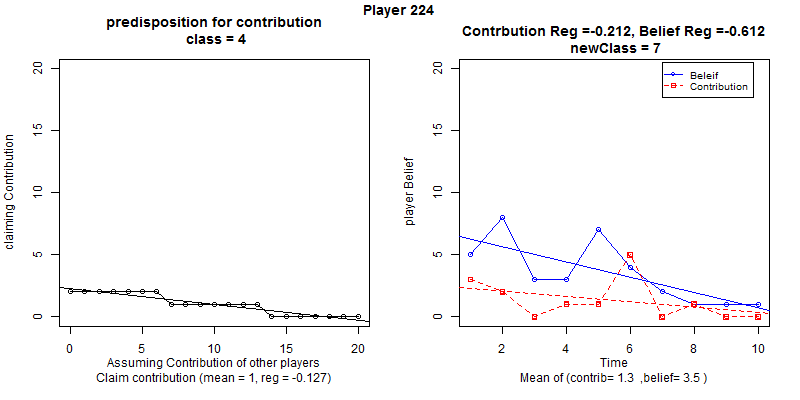 Player 224
predisposition for contribution
class = 4
claiming Contribution
20
15
10
5
0
0 5 10 15 20
Assuming Contribution of other players
Claim contribution (mean = 1, reg = -0.127)
Contrbution Reg =-0.212, Belief Reg =-0.612
newClass = 7
player Belief
20
15
10
5
0
Beleif
Contribution
2 4 6 8 10
Time
Mean of (contrib= 1.3 ,belief= 3.5 )